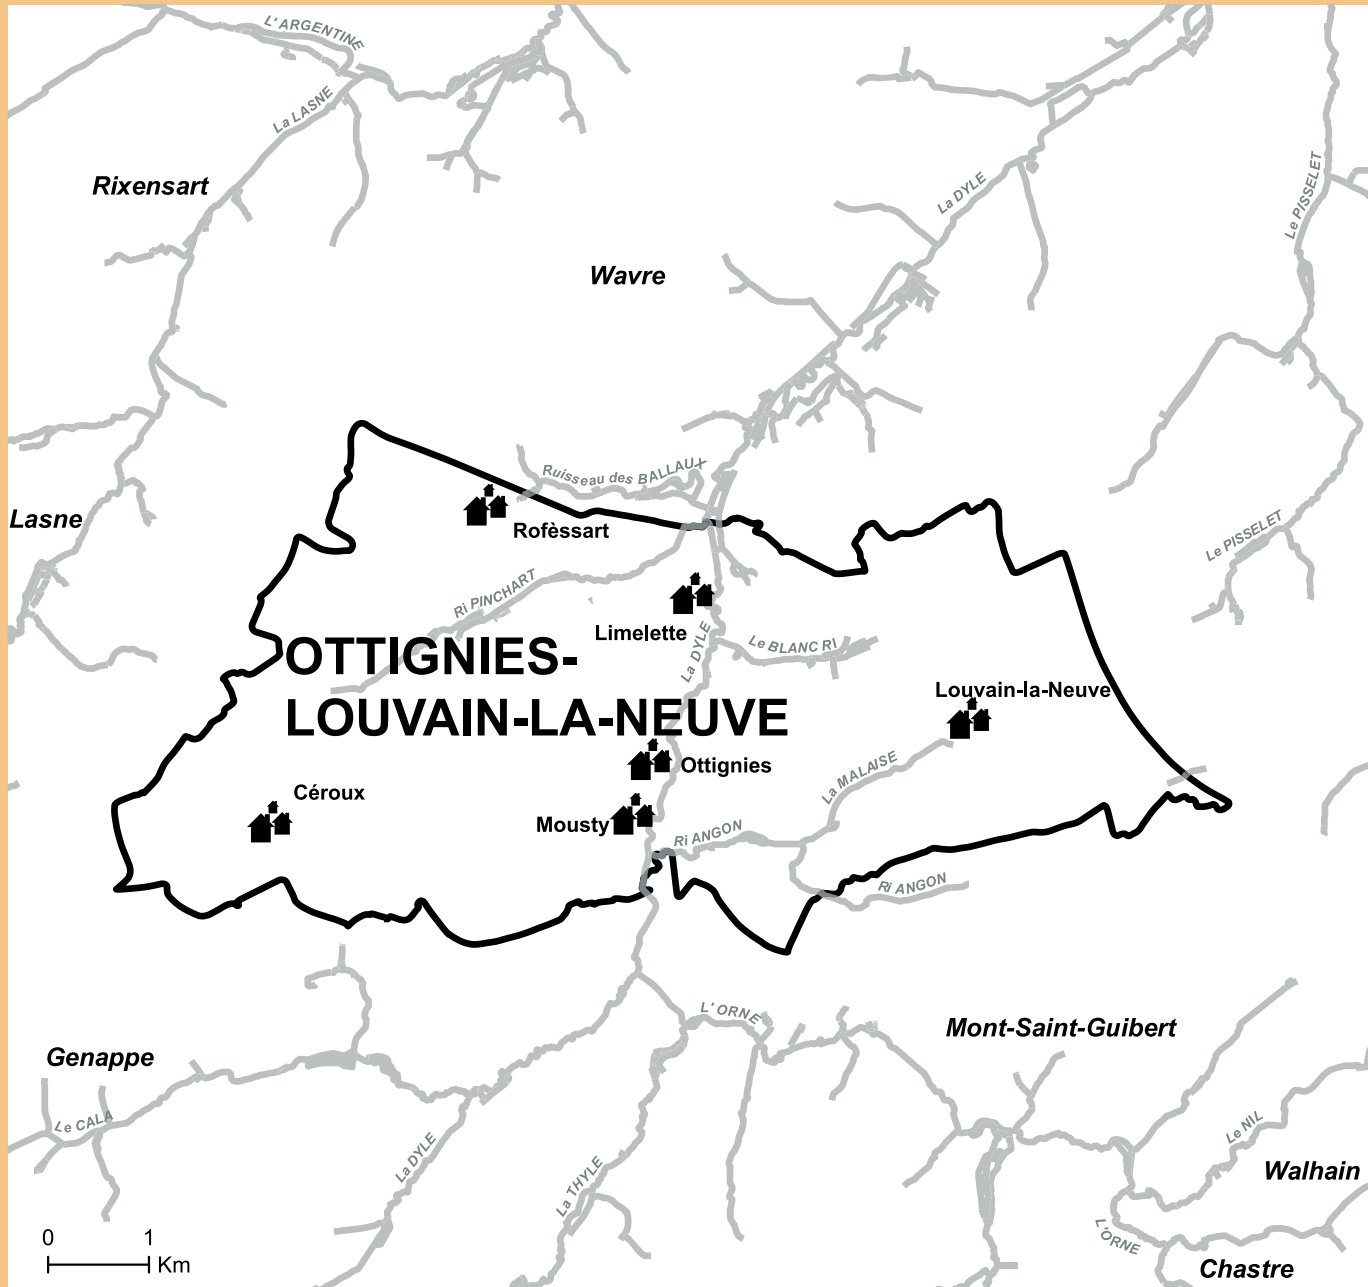 L'ARGENTINE
La LASNE
Rixensart
La DYLE
Le PISSELET
Wavre
Ruisseau des BALLAUX
Lasne
Rofèssart
Le PISSELET
Ri PINCHART
Limelette
OTTIGNIES-
LOUVAIN-LA-NEUVE
La DYLE
Le BLANC RI
Louvain-la-Neuve
Ottignies
La MALAISE
Céroux
Mousty
Ri ANGON
Ri ANGON
L'ORNE
Mont-Saint-Guibert
Genappe
Le CALA
La DYLE
La THYLE
Le NIL
Walhain
L'ORNE
Chastre
0 1
Km